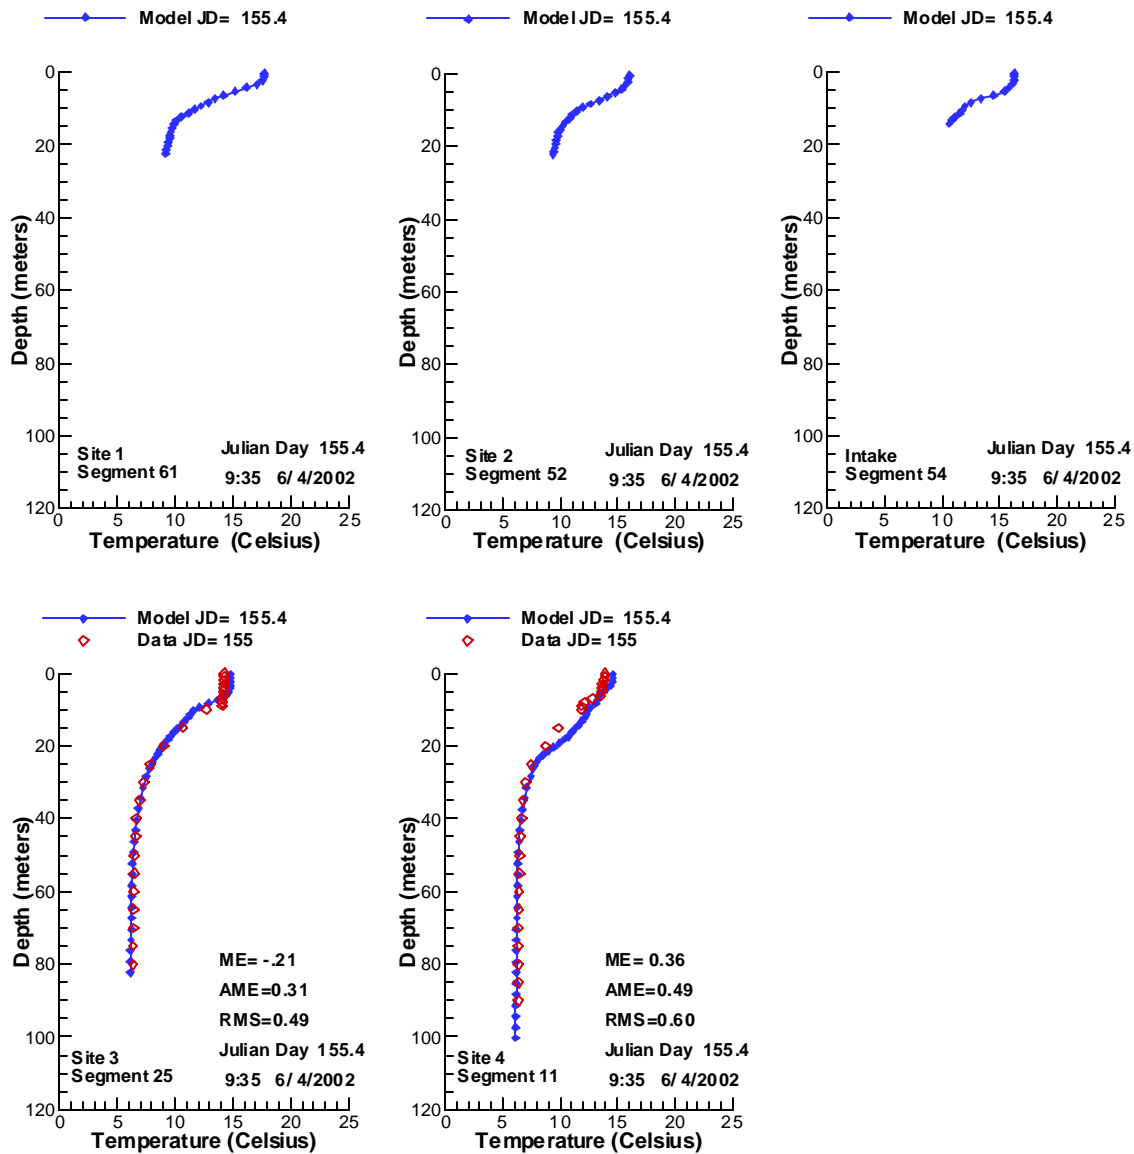 Model JD= 155.4
0
20
40
60
80
100
120
Depth (meters)
Site 1
Segment 61
Julian Day 155.4
9:35 6/ 4/2002
0 5 10 15 20 25
Temperature (Celsius)
Model JD= 155.4
0
20
40
60
80
100
120
Depth (meters)
Site 2
Segment 52
Julian Day 155.4
9:35 6/ 4/2002
0 5 10 15 20 25
Temperature (Celsius)
Model JD= 155.4
0
20
40
60
80
100
120
Depth (meters)
Intake
Segment 54
Julian Day 155.4
9:35 6/ 4/2002
0 5 10 15 20 25
Temperature (Celsius)
Model JD= 155.4
Data JD= 155
0
20
40
60
80
100
120
Depth (meters)
ME= -.21
AME=0.31
RMS=0.49
Site 3
Segment 25
Julian Day 155.4
9:35 6/ 4/2002
0 5 10 15 20 25
Temperature (Celsius)
Model JD= 155.4
Data JD= 155
0
20
40
60
80
100
120
Depth (meters)
ME= 0.36
AME=0.49
RMS=0.60
Site 4
Segment 11
Julian Day 155.4
9:35 6/ 4/2002
0 5 10 15 20 25
Temperature (Celsius)